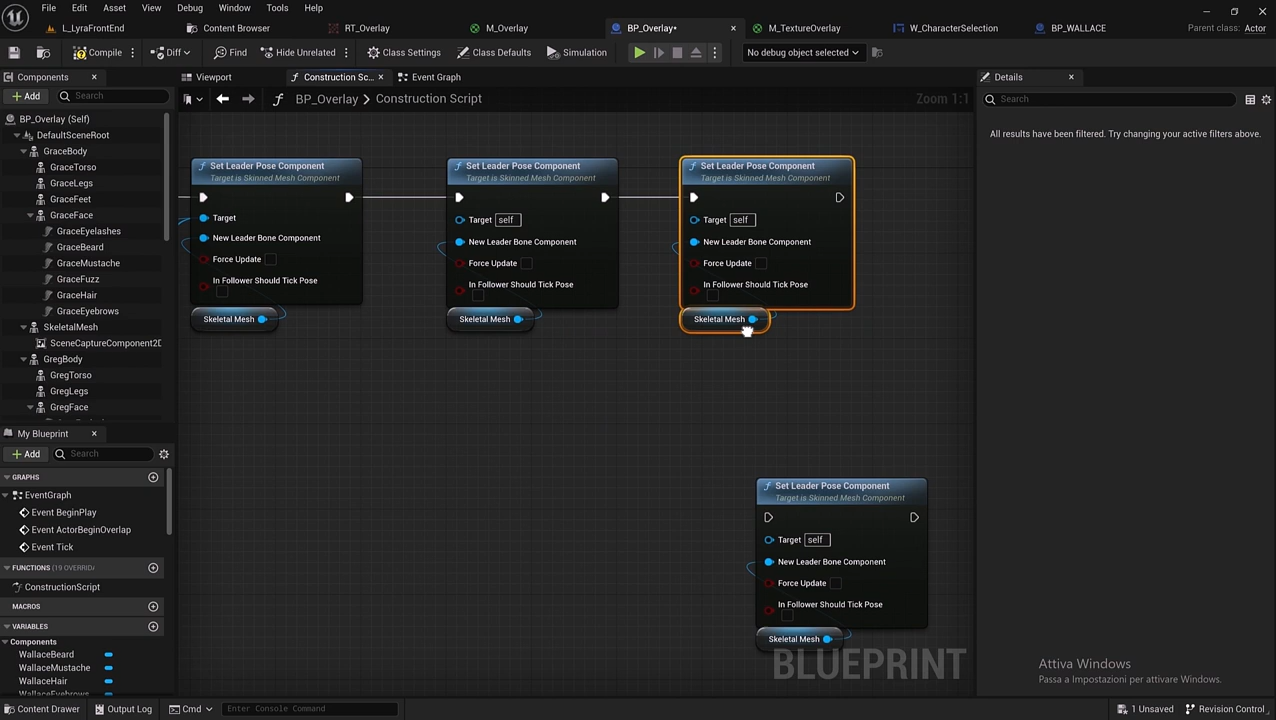 File Edit Asset View Debug Window Tools Help
L_LyraFrontEnd Content Browser RT_Overlay M_Overlay BP_Overlay• M_TextureOverlay W_CharacterSelection BP_WALLACE Parent class: Actor
Compile Diff Find Hide Unrelated Class Settings Class Defaults Simulation No debug object selected
Components Viewport Construction Sc... Event Graph Details
Add Search BP_Overlay Construction Script Zoom 1:1 Search
BP_Overlay (Self)
All results have been filtered. Try changing your active filters above.
DefaultSceneRoot
GraceBody
GraceTorso
GraceLegs
GraceFeet
GraceFace
GraceEyelashes
GraceBeard
GraceMustache
GraceFuzz
GraceHair
GraceEyebrows
SkeletalMesh
SceneCaptureComponent2D
GregBody
GregTorso
GregLegs
GregFace
Set Leader Pose Component
Target is Skinned Mesh Component
Target
New Leader Bone Component
Force Update
In Follower Should Tick Pose
Skeletal Mesh
Set Leader Pose Component
Target is Skinned Mesh Component
Target self
New Leader Bone Component
Force Update
In Follower Should Tick Pose
Skeletal Mesh
Set Leader Pose Component
Target is Skinned Mesh Component
Target self
New Leader Bone Component
Force Update
In Follower Should Tick Pose
Skeletal Mesh
Set Leader Pose Component
Target is Skinned Mesh Component
Target self
New Leader Bone Component
Force Update
In Follower Should Tick Pose
Skeletal Mesh
BLUEPRINT
My Blueprint
Add Search
GRAPHS
EventGraph
Event BeginPlay
Event ActorBeginOverlap
Event Tick
FUNCTIONS (19 OVERRID
ConstructionScript
MACROS
VARIABLES
Components
WallaceBeard
WallaceMustache
WallaceHair
WallaceEyebrows
Attiva Windows
Passa a Impostazioni per attivare Windows.
Content Drawer Output Log Cmd Enter Console Command 1 Unsaved Revision Control